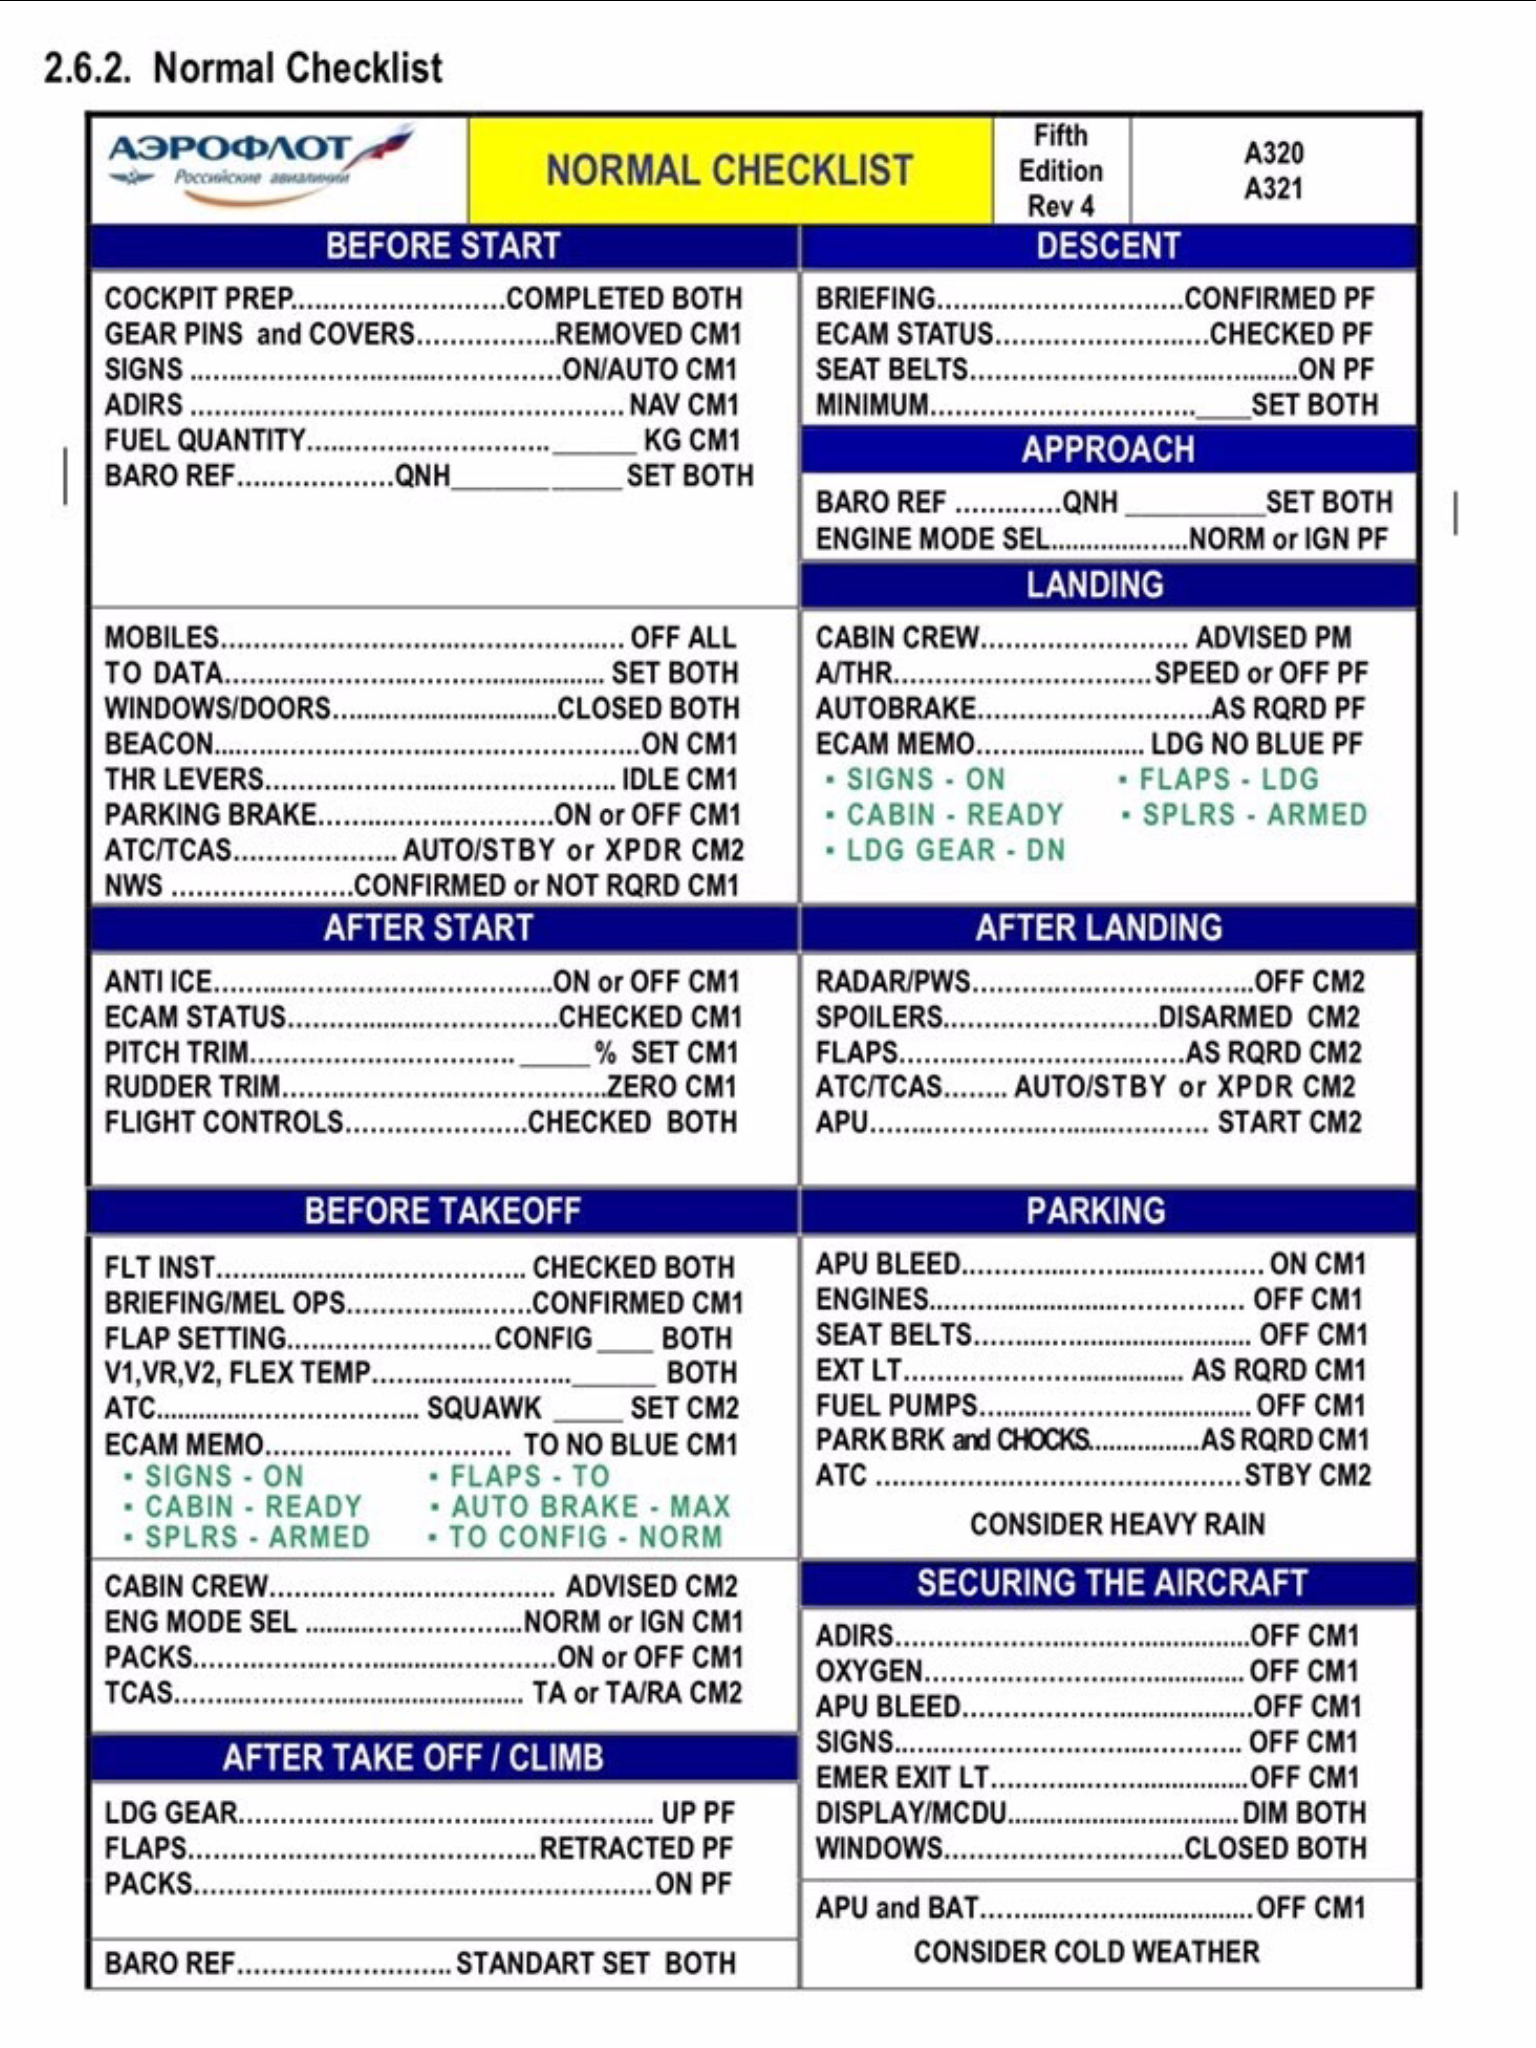 2.6.2. Normal Checklist
АЭРОФЛОТ
Российские авиалинии
NORMAL CHECKLIST
Fifth
Edition
Rev 4
A320
A321
BEFORE START
COCKPIT PREP..........................COMPLETED BOTH
GEAR PINS and COVERS.................REMOVED CM1
SIGNS .............................................ON/AUTO CM1
ADIRS .................................................... NAV CM1
FUEL QUANTITY............................. ______ KG CM1
BARO REF...................QNH_______ _____ SET BOTH
MOBILES................................................. OFF ALL
TO DATA.............................................. SET BOTH
WINDOWS/DOORS...........................CLOSED BOTH
BEACON...................................................ON CM1
THR LEVERS.......................................... IDLE CM1
PARKING BRAKE............................ON or OFF CM1
ATC/TCAS.................... AUTO/STBY or XPDR CM2
NWS ......................CONFIRMED or NOT RQRD CM1
AFTER START
ANTI ICE.........................................ON or OFF CM1
ECAM STATUS.................................CHECKED CM1
PITCH TRIM................................ _____ % SET CM1
RUDDER TRIM.......................................ZERO CM1
FLIGHT CONTROLS......................CHECKED BOTH
BEFORE TAKEOFF
FLT INST..................................... CHECKED BOTH
BRIEFING/MEL OPS......................CONFIRMED CM1
FLAP SETTING.........................CONFIG ____ BOTH
V1,VR,V2, FLEX TEMP........................______ BOTH
ATC................................ SQUAWK _____ SET CM2
ECAM MEMO.............................. TO NO BLUE CM1
▪ SIGNS - ON ▪ FLAPS - TO
▪ CABIN - READY ▪ AUTO BRAKE - MAX
▪ SPLRS - ARMED ▪ TO CONFIG - NORM
CABIN CREW.................................. ADVISED CM2
ENG MODE SEL ..........................NORM or IGN CM1
PACKS............................................ON or OFF CM1
TCAS.......................................... TA or TA/RA CM2
AFTER TAKE OFF / CLIMB
LDG GEAR.................................................. UP PF
FLAPS..........................................RETRACTED PF
PACKS.......................................................ON PF
BARO REF.......................... STANDART SET BOTH
DESCENT
BRIEFING..............................CONFIRMED PF
ECAM STATUS..........................CHECKED PF
SEAT BELTS.......................................ON PF
MINIMUM................................____SET BOTH
APPROACH
BARO REF .............QNH __________SET BOTH
ENGINE MODE SEL.................NORM or IGN PF
LANDING
CABIN CREW......................... ADVISED PM
A/THR...............................SPEED or OFF PF
AUTOBRAKE............................AS RQRD PF
ECAM MEMO.................... LDG NO BLUE PF
▪ SIGNS - ON ▪ FLAPS - LDG
▪ CABIN - READY ▪ SPLRS - ARMED
▪ LDG GEAR - DN
AFTER LANDING
RADAR/PWS..................................OFF CM2
SPOILERS..........................DISARMED CM2
FLAPS...................................AS RQRD CM2
ATC/TCAS........ AUTO/STBY or XPDR CM2
APU......................................... START CM2
PARKING
APU BLEED.................................... ON CM1
ENGINES...................................... OFF CM1
SEAT BELTS.................................. OFF CM1
EXT LT.................................. AS RQRD CM1
FUEL PUMPS................................. OFF CM1
PARK BRK and CHOCKS................AS RQRD CM1
ATC ............................................STBY CM2
CONSIDER HEAVY RAIN
SECURING THE AIRCRAFT
ADIRS...........................................OFF CM1
OXYGEN....................................... OFF CM1
APU BLEED...................................OFF CM1
SIGNS.......................................... OFF CM1
EMER EXIT LT...............................OFF CM1
DISPLAY/MCDU............................ DIM BOTH
WINDOWS.............................CLOSED BOTH
APU and BAT.................................OFF CM1
CONSIDER COLD WEATHER